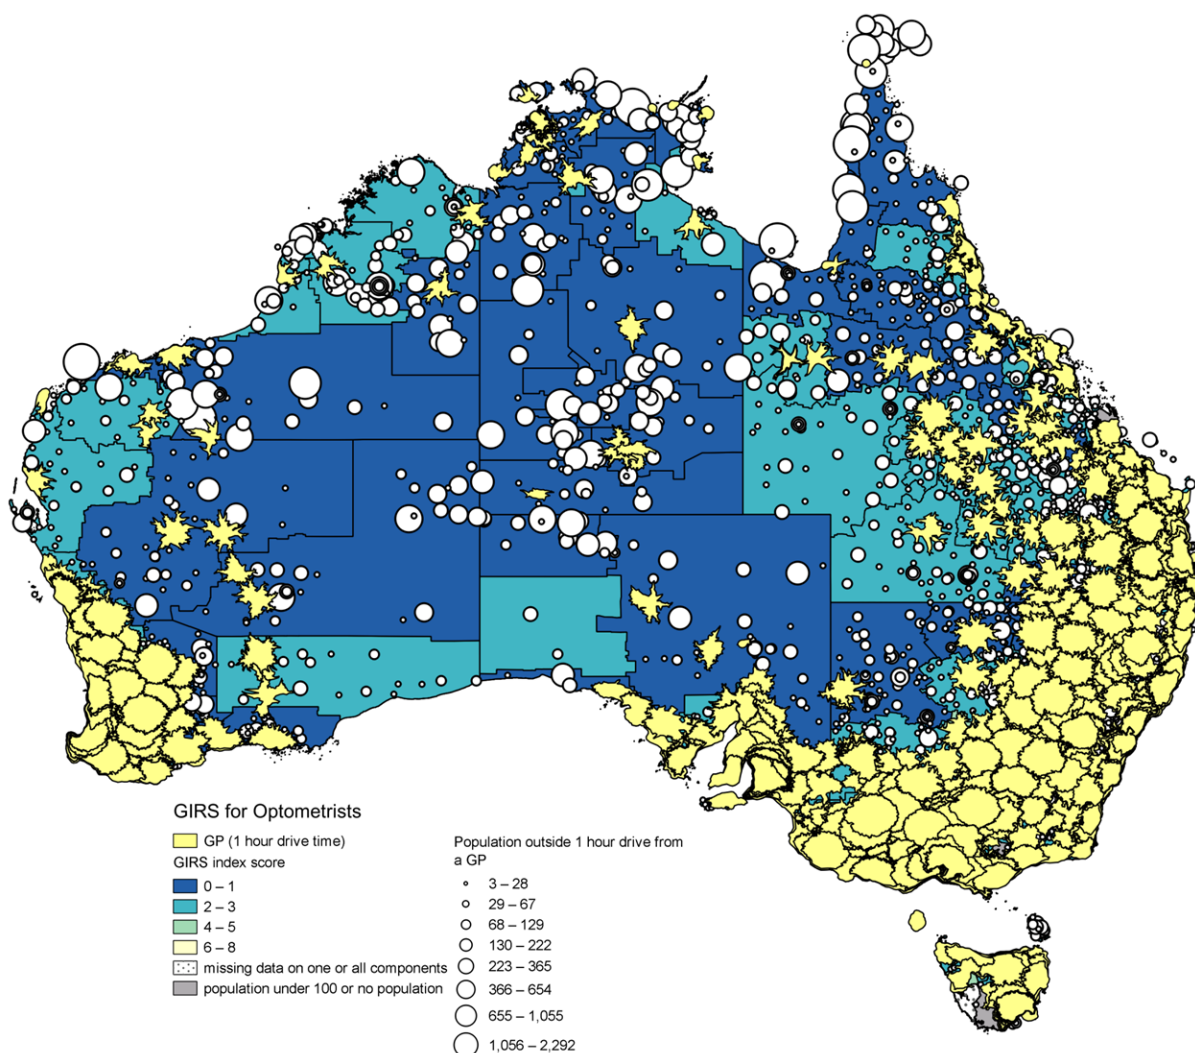 GIRS for Optometrists
GP (1 hour drive time)
GIRS index score
0 – 1
2 – 3
4 – 5
6 – 8
missing data on one or all components
population under 100 or no population
Population outside 1 hour drive from
a GP
3 – 28
29 – 67
68 – 129
130 – 222
223 – 365
366 – 654
655 – 1,055
1,056 – 2,292